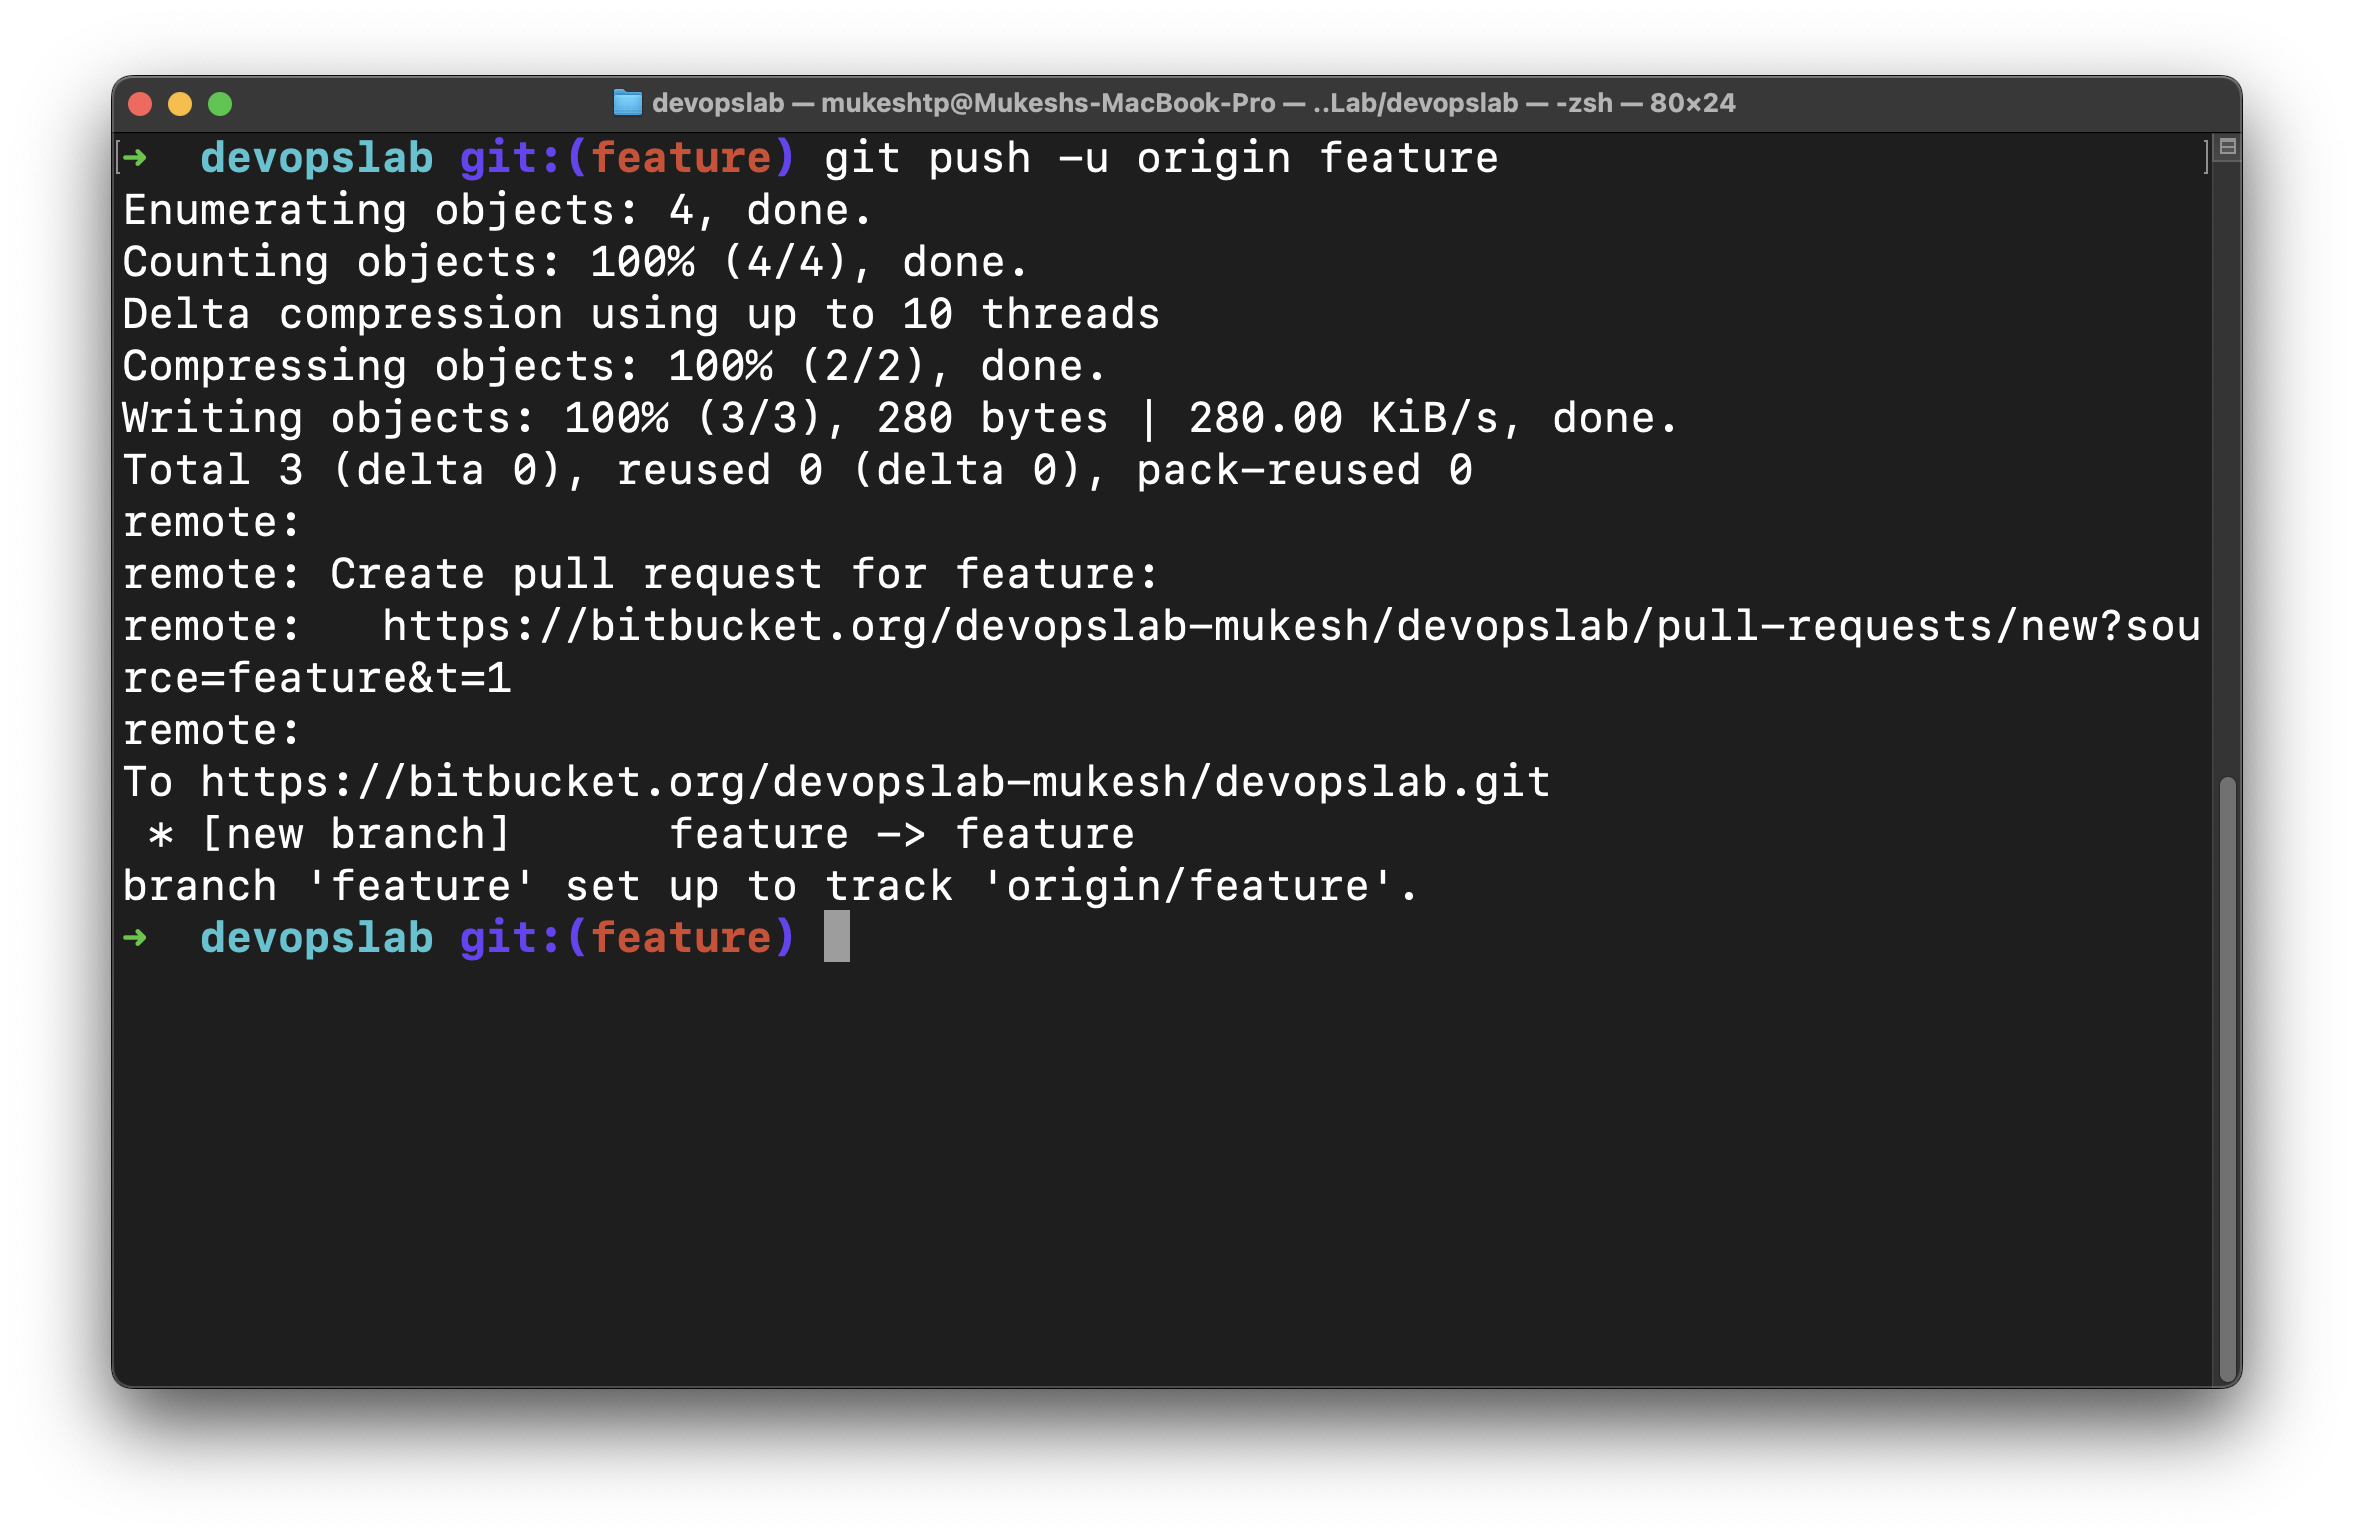 devopslab — mukeshtp@Mukeshs-MacBook-Pro — ..Lab/devopslab — -zsh — 80×24
[➜  devopslab git:(feature) git push -u origin feature ]
Enumerating objects: 4, done.
Counting objects: 100% (4/4), done.
Delta compression using up to 10 threads
Compressing objects: 100% (2/2), done.
Writing objects: 100% (3/3), 280 bytes | 280.00 KiB/s, done.
Total 3 (delta 0), reused 0 (delta 0), pack-reused 0
remote:
remote: Create pull request for feature:
remote:   https://bitbucket.org/devopslab-mukesh/devopslab/pull-requests/new?sou
rce=feature&t=1
remote:
To https://bitbucket.org/devopslab-mukesh/devopslab.git
 * [new branch]      feature -> feature
branch 'feature' set up to track 'origin/feature'.
➜  devopslab git:(feature)